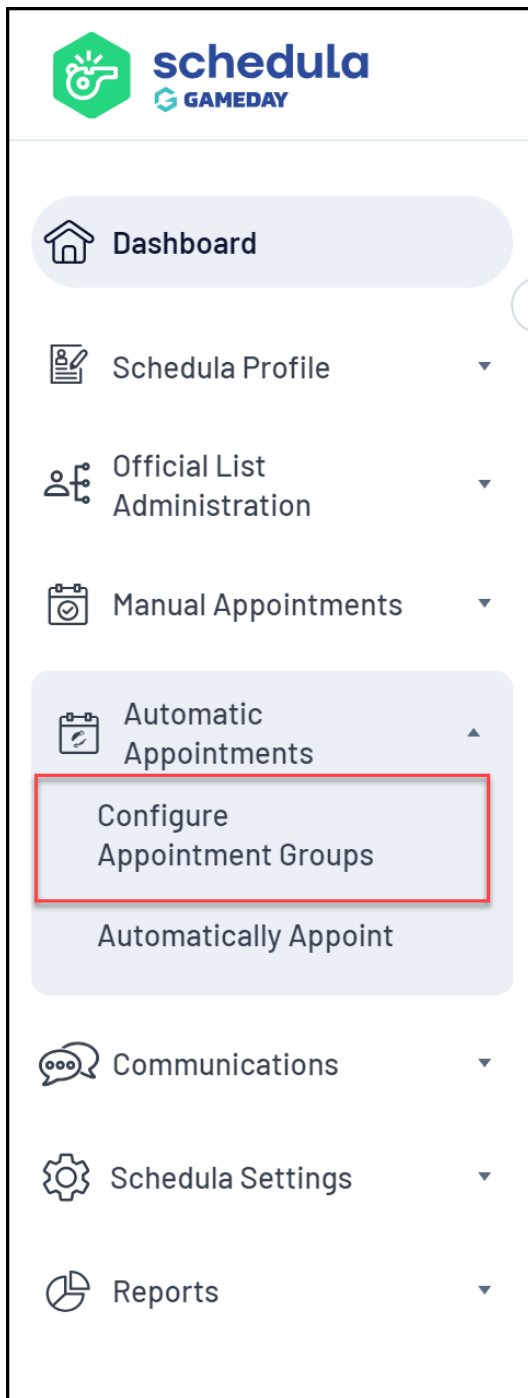 schedula
GAMEDAY
Dashboard
Schedula Profile
Official List
Administration
Manual Appointments
Automatic
Appointments
Configure
Appointment Groups
Automatically Appoint
Communications
Schedula Settings
Reports